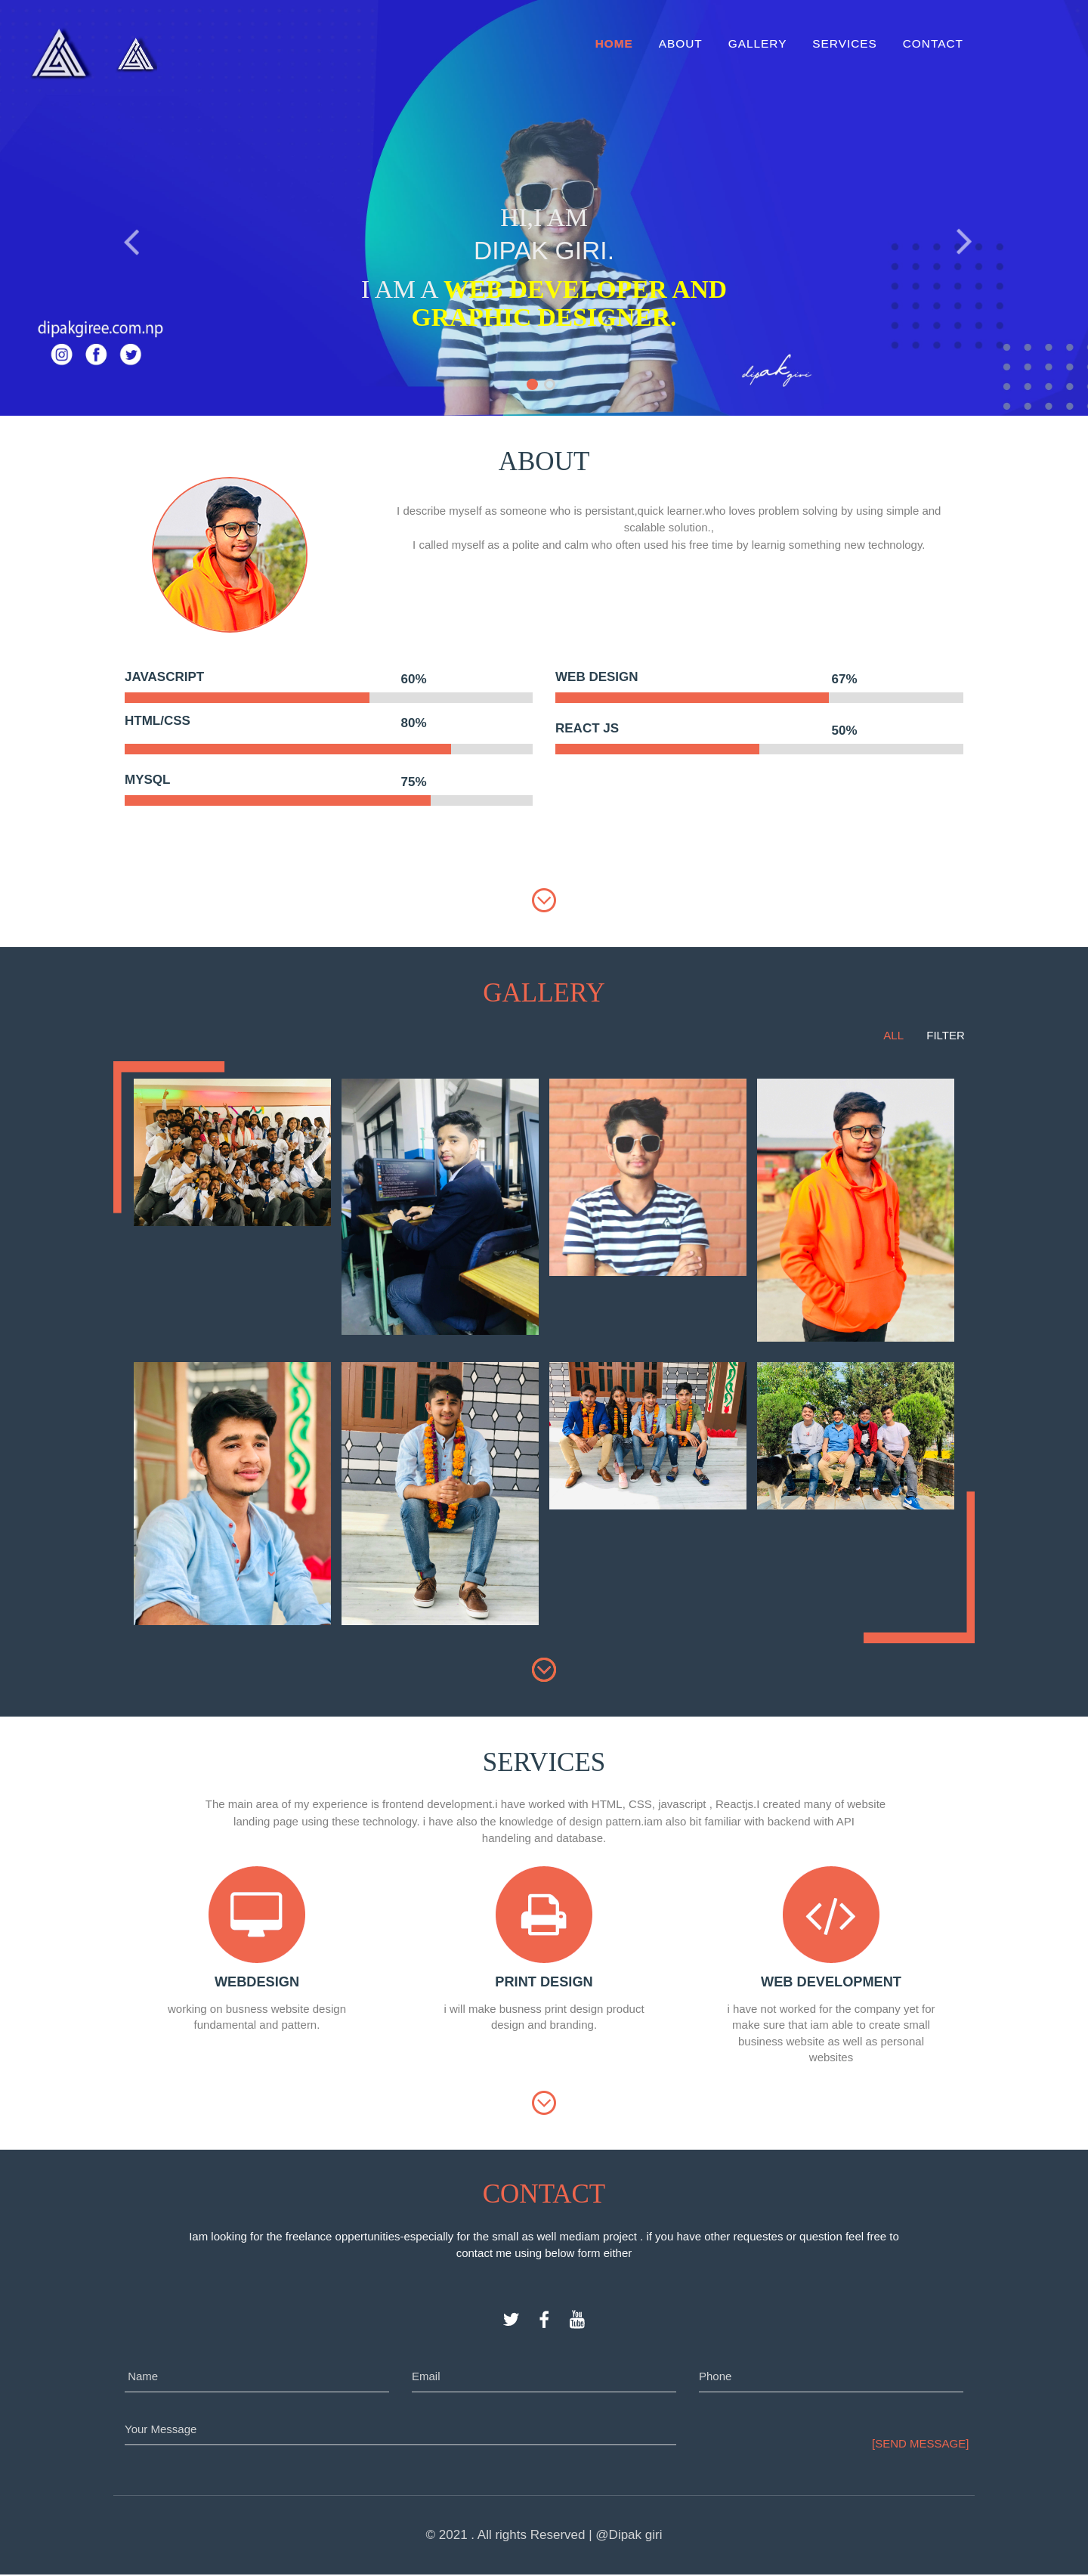 HOME ABOUT GALLERY SERVICES CONTACT
HI,I AM
DIPAK GIRI.
I AM A WEB DEVELOPER AND
GRAPHIC DESIGNER.
dipakgiree.com.np
dipak giri
ABOUT
I describe myself as someone who is persistant,quick learner.who loves problem solving by using simple and
scalable solution.,
I called myself as a polite and calm who often used his free time by learnig something new technology.
JAVASCRIPT 60%
HTML/CSS 80%
MYSQL 75%
WEB DESIGN 67%
REACT JS 50%
GALLERY
ALL FILTER
SERVICES
The main area of my experience is frontend development.i have worked with HTML, CSS, javascript , Reactjs.I created many of website
landing page using these technology. i have also the knowledge of design pattern.iam also bit familiar with backend with API
handeling and database.
WEBDESIGN
working on busness website design
fundamental and pattern.
PRINT DESIGN
i will make busness print design product
design and branding.
WEB DEVELOPMENT
i have not worked for the company yet for
make sure that iam able to create small
business website as well as personal
websites
CONTACT
Iam looking for the freelance oppertunities-especially for the small as well mediam project . if you have other requestes or question feel free to
contact me using below form either
You
Tube
Name Email Phone
Your Message
[SEND MESSAGE]
© 2021 . All rights Reserved | @Dipak giri